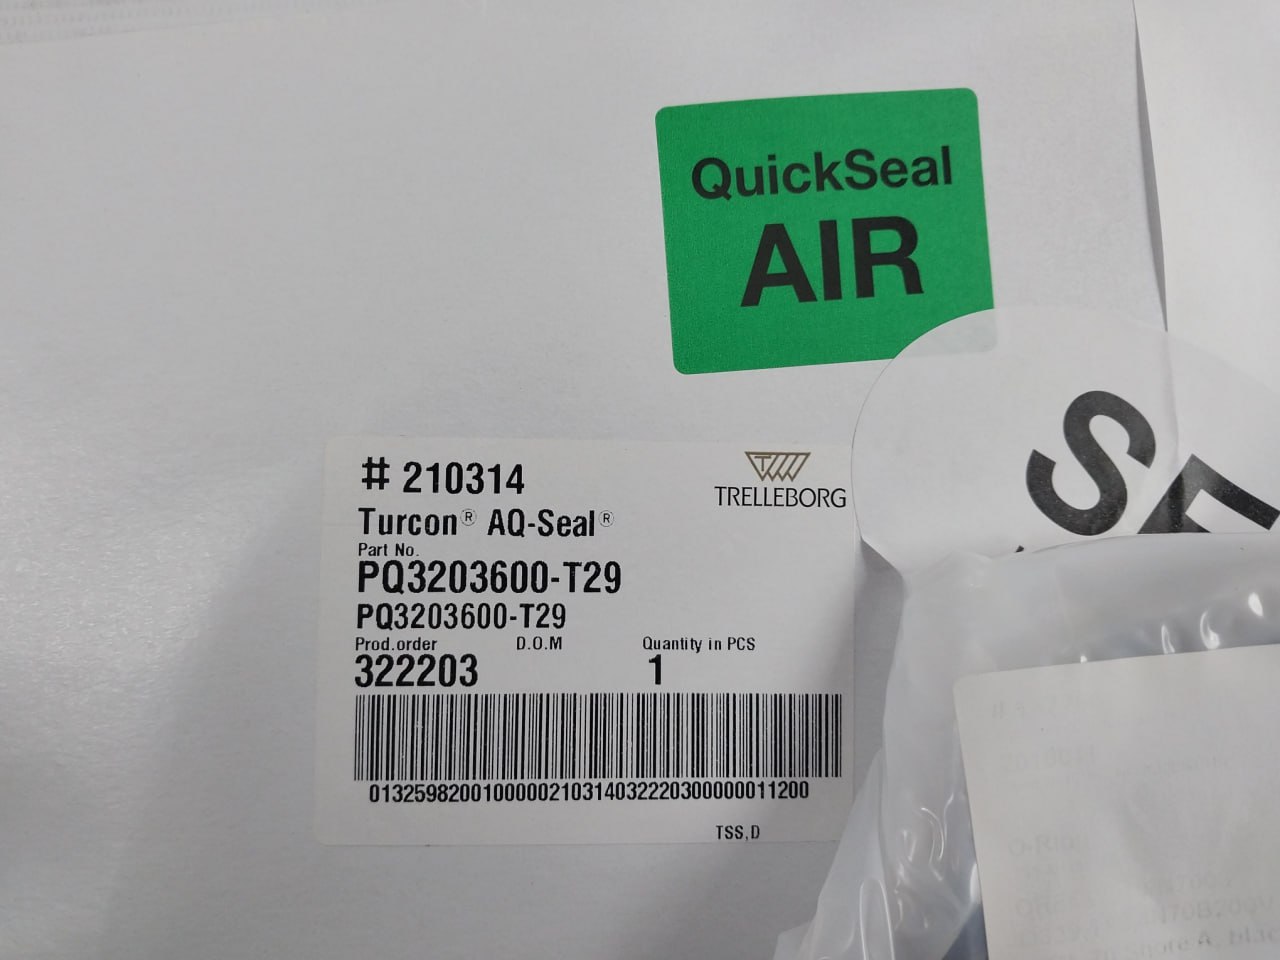 QuickSeal
AIR
# 210314
TRELLEBORG
Turcon® AQ-Seal®
Part No.
PQ3203600-T29
PQ3203600-T29
Prod.order D.O.M Quantity in PCS
322203 1
0132598200100000210314032220300000011200
TSS,D
SE